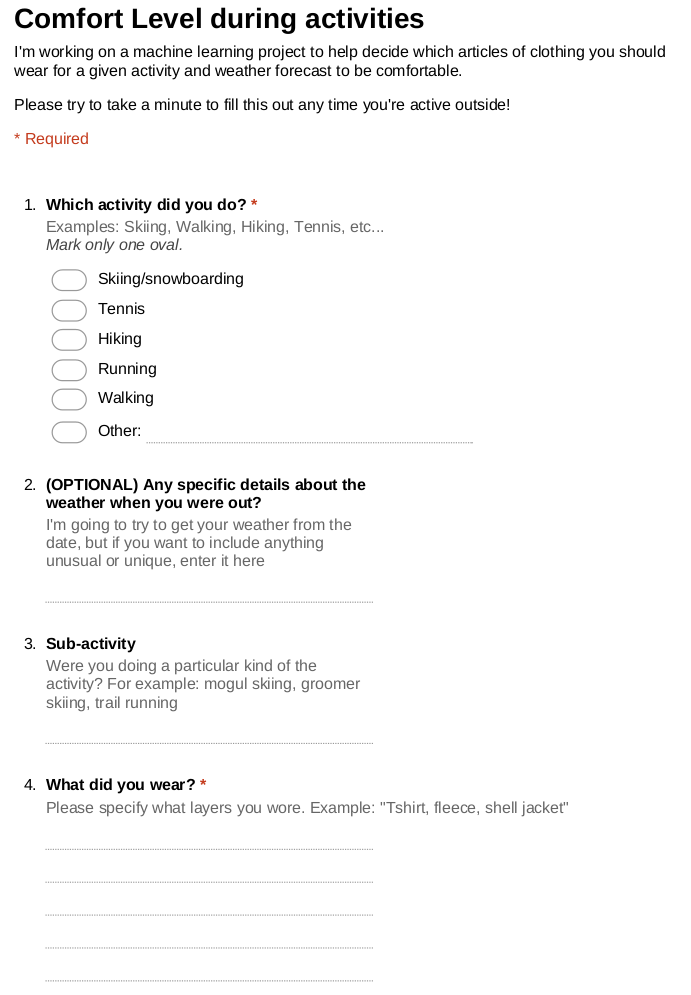 Comfort Level during activities
I'm working on a machine learning project to help decide which articles of clothing you should
wear for a given activity and weather forecast to be comfortable.
Please try to take a minute to fill this out any time you're active outside!
* Required
1. Which activity did you do? *
Examples: Skiing, Walking, Hiking, Tennis, etc...
Mark only one oval.
Skiing/snowboarding
Tennis
Hiking
Running
Walking
Other:
2. (OPTIONAL) Any specific details about the
weather when you were out?
I'm going to try to get your weather from the
date, but if you want to include anything
unusual or unique, enter it here
3. Sub-activity
Were you doing a particular kind of the
activity? For example: mogul skiing, groomer
skiing, trail running
4. What did you wear? *
Please specify what layers you wore. Example: "Tshirt, fleece, shell jacket"